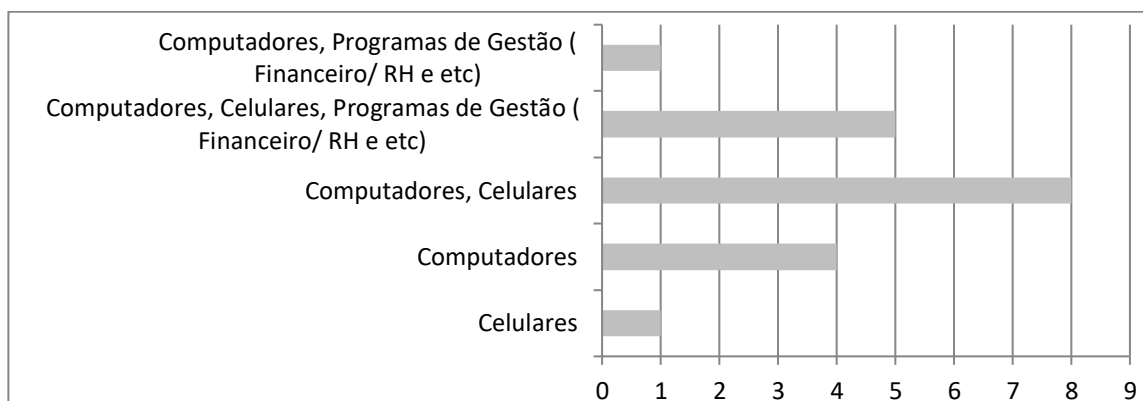 Computadores, Programas de Gestão (
Financeiro/ RH e etc)
Computadores, Celulares, Programas de Gestão (
Financeiro/ RH e etc)
Computadores, Celulares
Computadores
Celulares
0 1 2 3 4 5 6 7 8 9